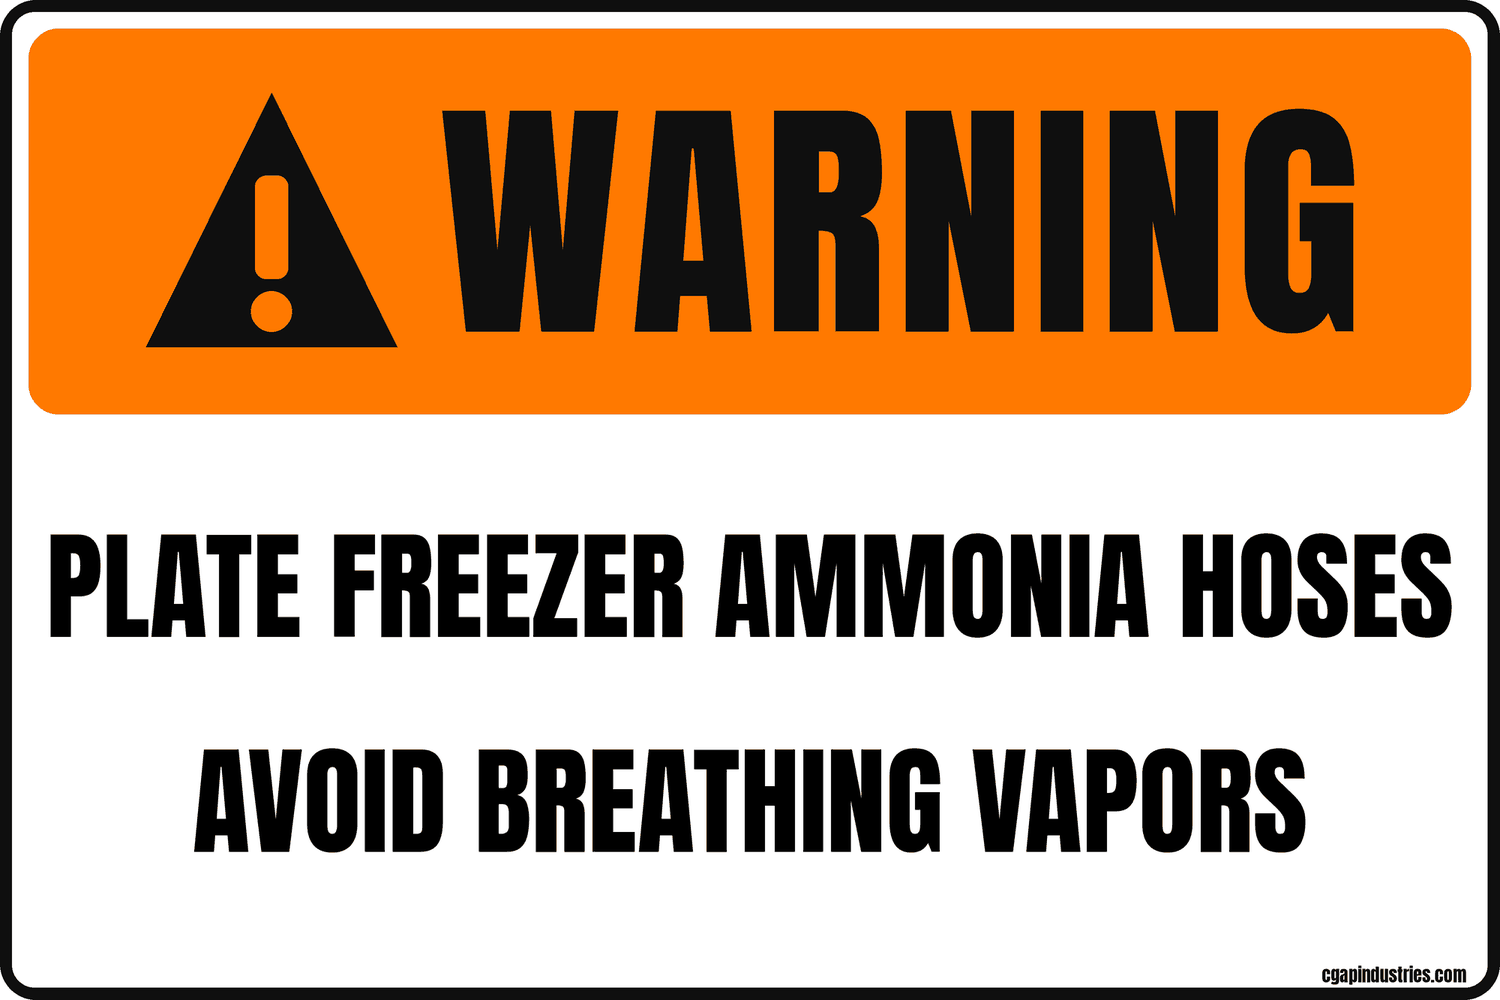 WARNING
PLATE FREEZER AMMONIA HOSES
AVOID BREATHING VAPORS
cgapindustries.com